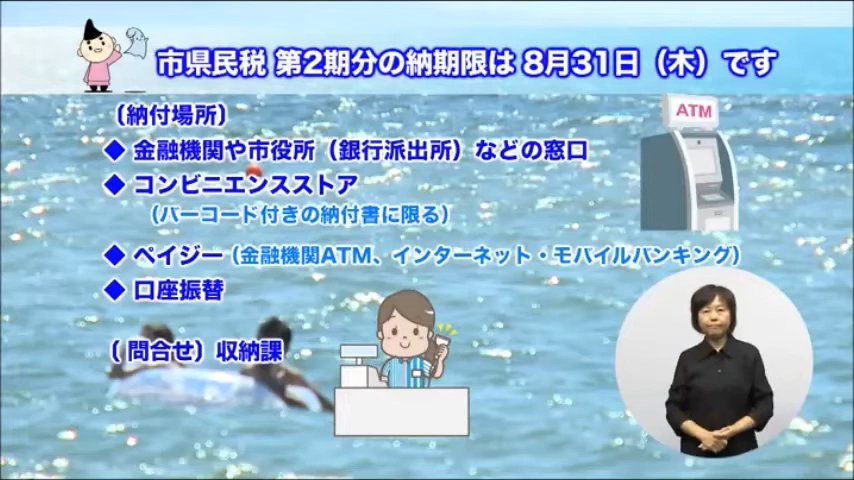 市県民税 第2期分の納期限は 8月31日（木）です
ATM
（納付場所）
◆ 金融機関や市役所（銀行派出所）などの窓口
◆ コンビニエンスストア
（バーコード付きの納付書に限る）
◆ ペイジー（金融機関ATM、インターネット・モバイルバンキング）
◆ 口座振替
（ 問合せ）収納課